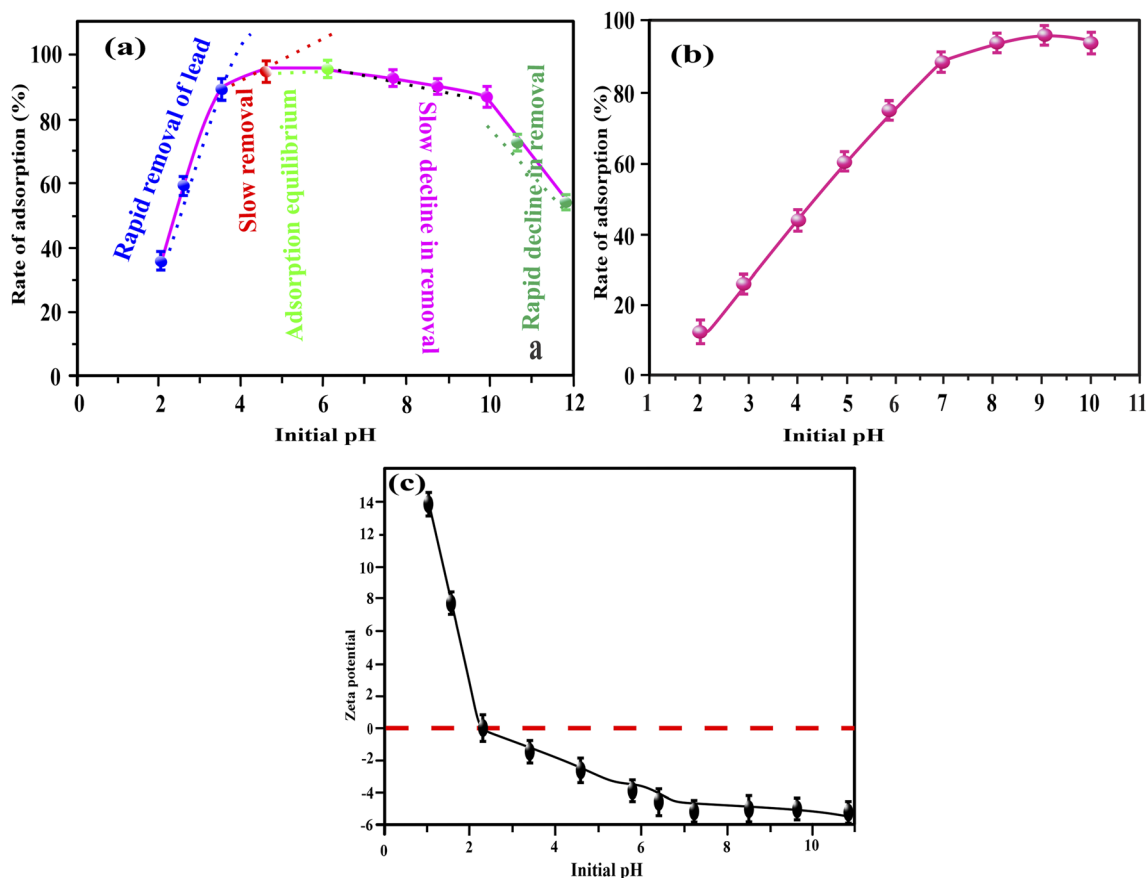 (a)
Rate of adsorption (%)
100
80
60
40
20
0
Rapid removal of lead
Slow removal
Adsorption equilibrium
Slow decline in removal
Rapid decline in removal
a
0 2 4 6 8 10 12
Initial pH
(b)
Rate of adsorption (%)
100
80
60
40
20
0
1 2 3 4 5 6 7 8 9 10 11
Initial pH
(c)
Zeta potential
14
12
8
6
4
2
0
-2
-4
-6
0 2 4 6 8 10
Initial pH